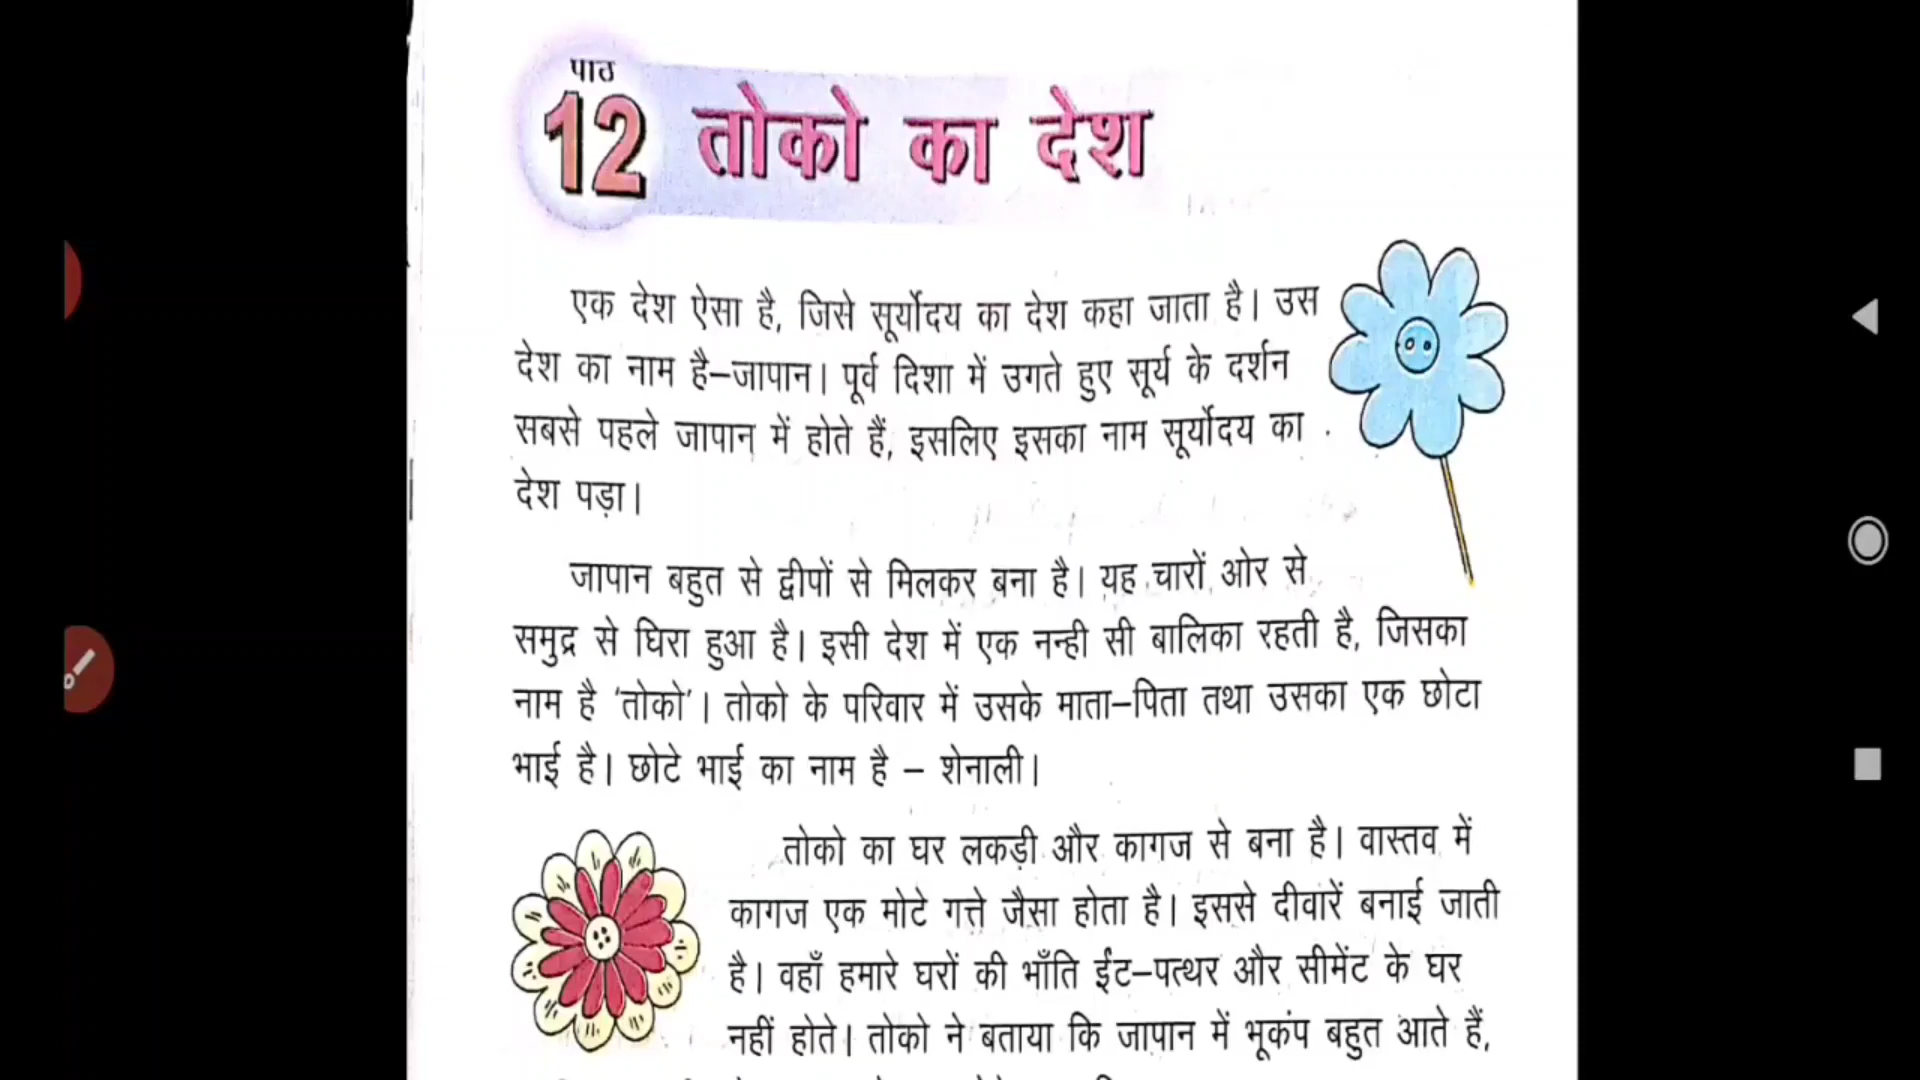 पाठ
12 तोको का देश
एक देश ऐसा है, जिसे सूर्योदय का देश कहा जाता है। उस
देश का नाम है–जापान। पूर्व दिशा में उगते हुए सूर्य के दर्शन
सबसे पहले जापान में होते हैं, इसलिए इसका नाम सूर्योदय का
देश पड़ा।
जापान बहुत से द्वीपों से मिलकर बना है। यह चारों ओर से
समुद्र से घिरा हुआ है। इसी देश में एक नन्ही सी बालिका रहती है, जिसका
नाम है ‘तोको’। तोको के परिवार में उसके माता–पिता तथा उसका एक छोटा
भाई है। छोटे भाई का नाम है – शेनाली।
तोको का घर लकड़ी और कागज से बना है। वास्तव में
कागज एक मोटे गत्ते जैसा होता है। इससे दीवारें बनाई जाती
है। वहाँ हमारे घरों की भाँति ईंट–पत्थर और सीमेंट के घर
नहीं होते। तोको ने बताया कि जापान में भूकंप बहुत आते हैं,